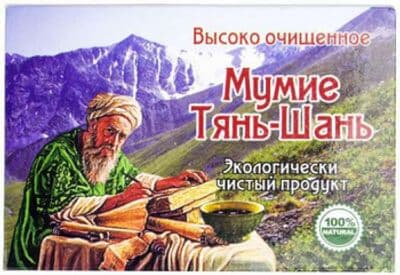 Высоко очищенное
Мумие
Тянь-Шань
Экологически
чистый продукт
100%
NATURAL